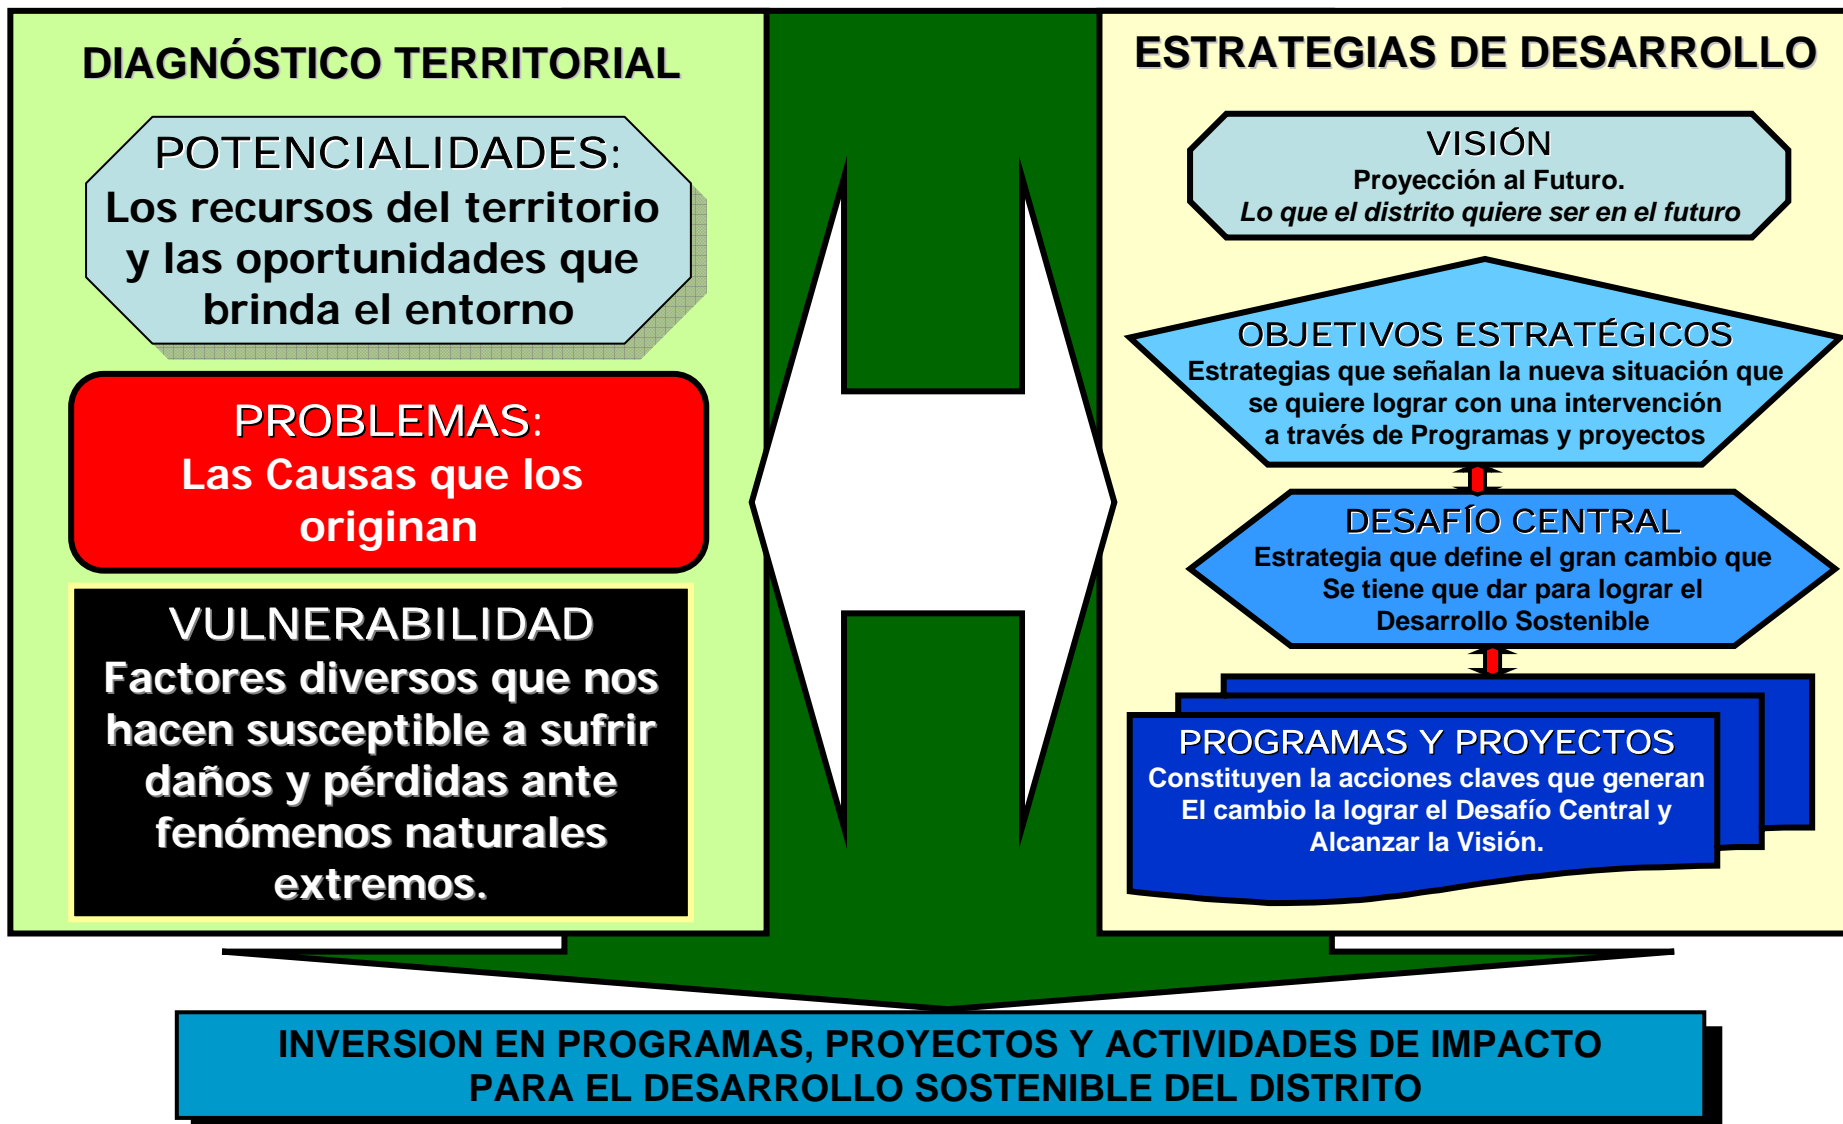 DIAGNÓSTICO TERRITORIAL
POTENCIALIDADES:
Los recursos del territorio
y las oportunidades que
brinda el entorno
PROBLEMAS:
Las Causas que los
originan
VULNERABILIDAD
Factores diversos que nos
hacen susceptible a sufrir
daños y pérdidas ante
fenómenos naturales
extremos.
ESTRATEGIAS DE DESARROLLO
VISIÓN
Proyección al Futuro.
Lo que el distrito quiere ser en el futuro
OBJETIVOS ESTRATÉGICOS
Estrategias que señalan la nueva situación que
se quiere lograr con una intervención
a través de Programas y proyectos
DESAFÍO CENTRAL
Estrategia que define el gran cambio que
Se tiene que dar para lograr el
Desarrollo Sostenible
PROGRAMAS Y PROYECTOS
Constituyen la acciones claves que generan
El cambio la lograr el Desafío Central y
Alcanzar la Visión.
INVERSION EN PROGRAMAS, PROYECTOS Y ACTIVIDADES DE IMPACTO
PARA EL DESARROLLO SOSTENIBLE DEL DISTRITO